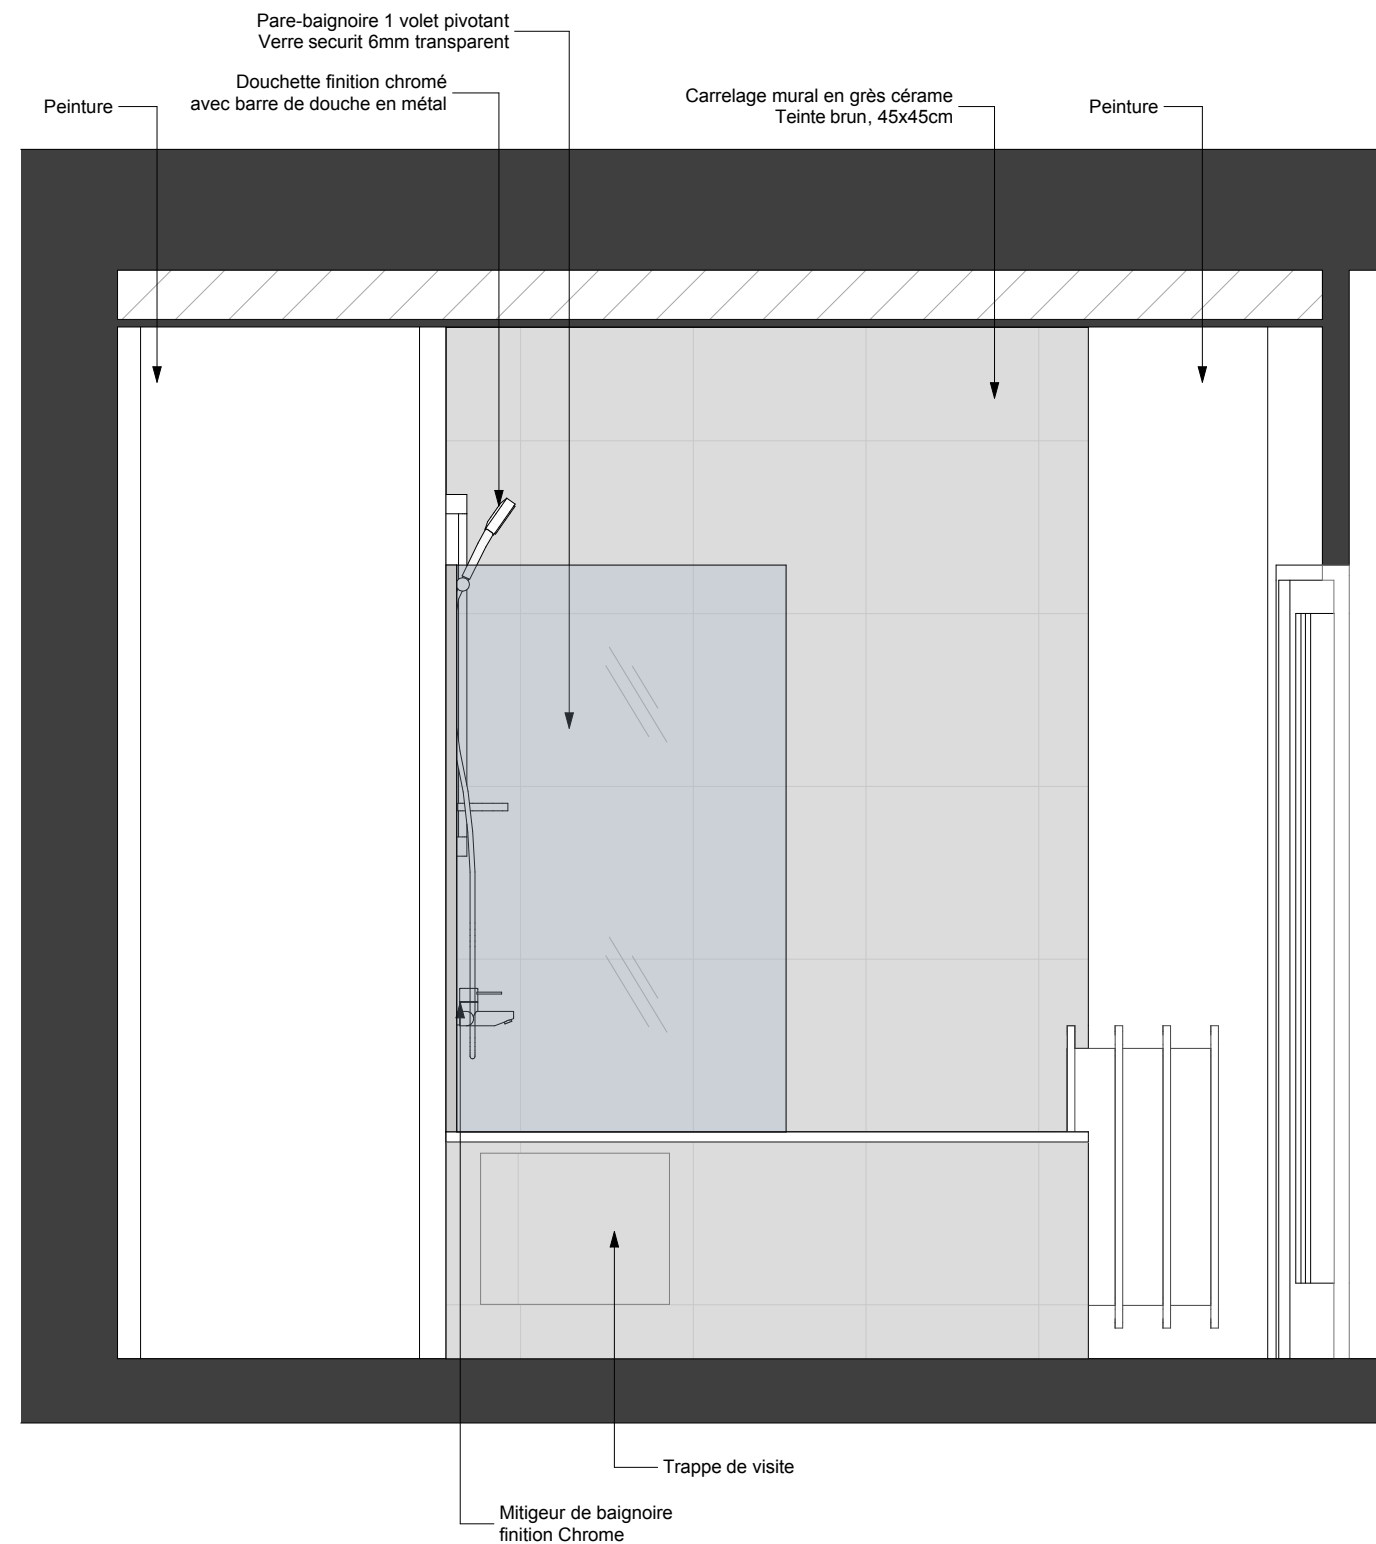 Pare-baignoire 1 volet pivotant
Verre securit 6mm transparent
Douchette finition chromé
avec barre de douche en métal
Peinture
Carrelage mural en grès cérame
Teinte brun, 45x45cm
Peinture
Trappe de visite
Mitigeur de baignoire
finition Chrome